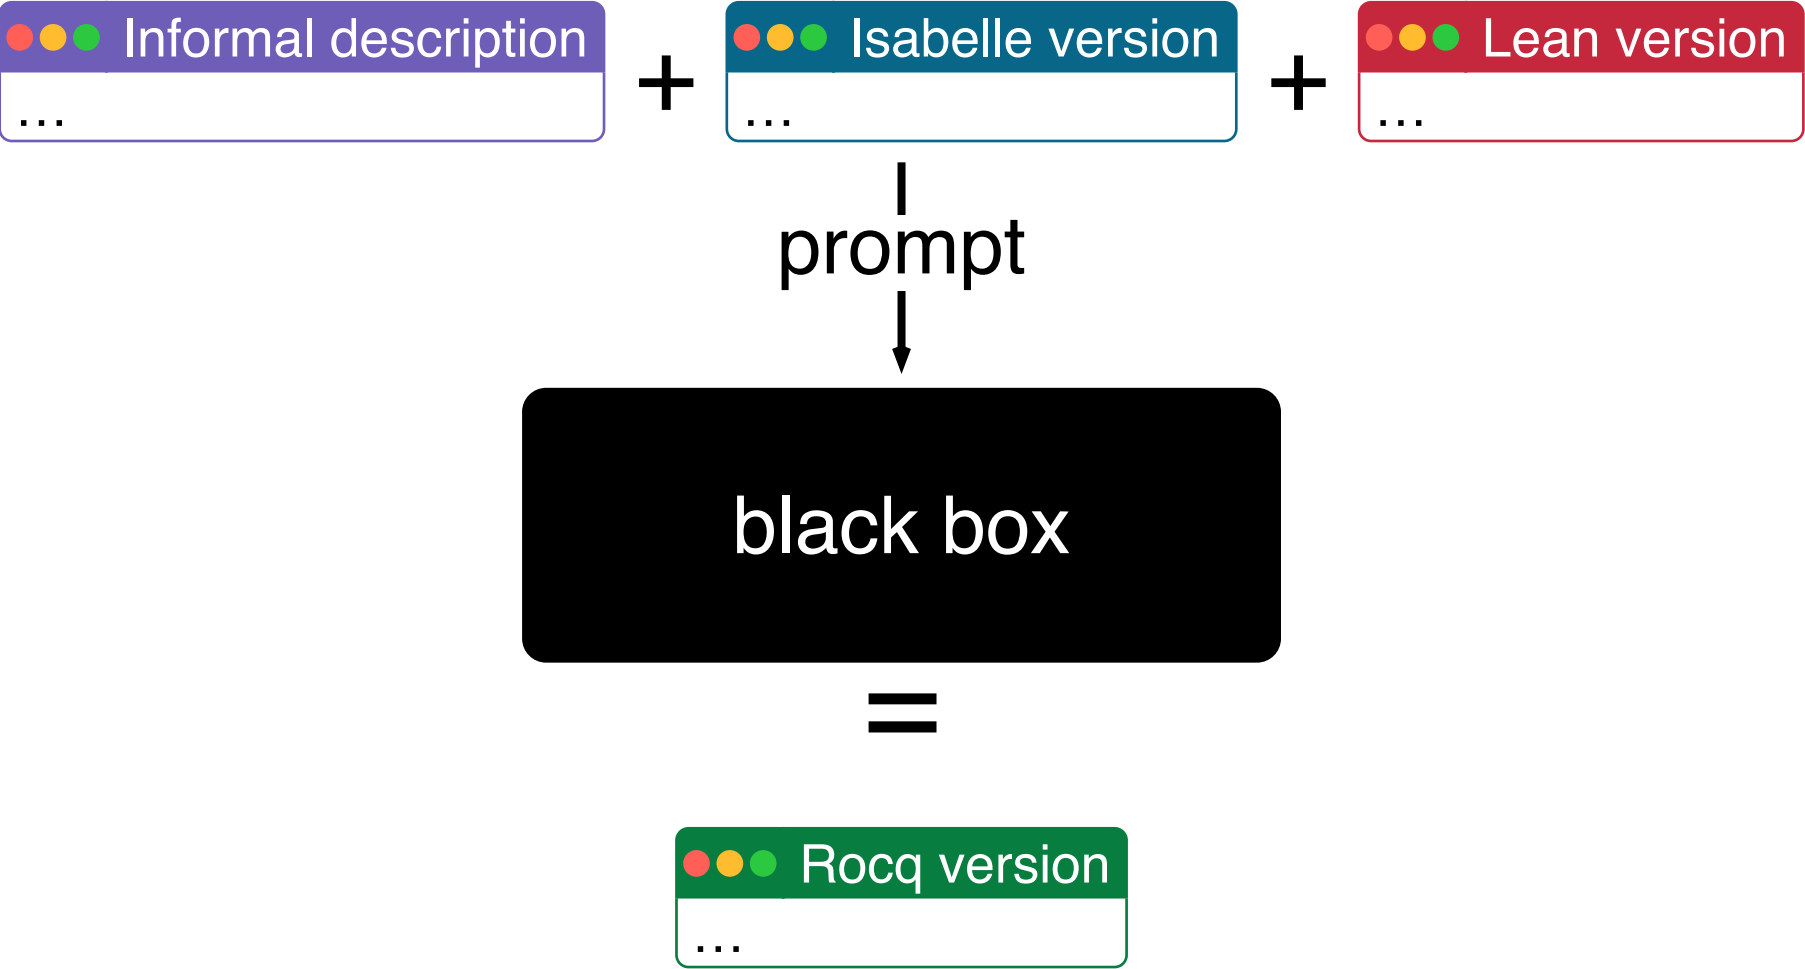 Informal description
...
+
Isabelle version
...
+
Lean version
...
prompt
black box
=
Rocq version
...